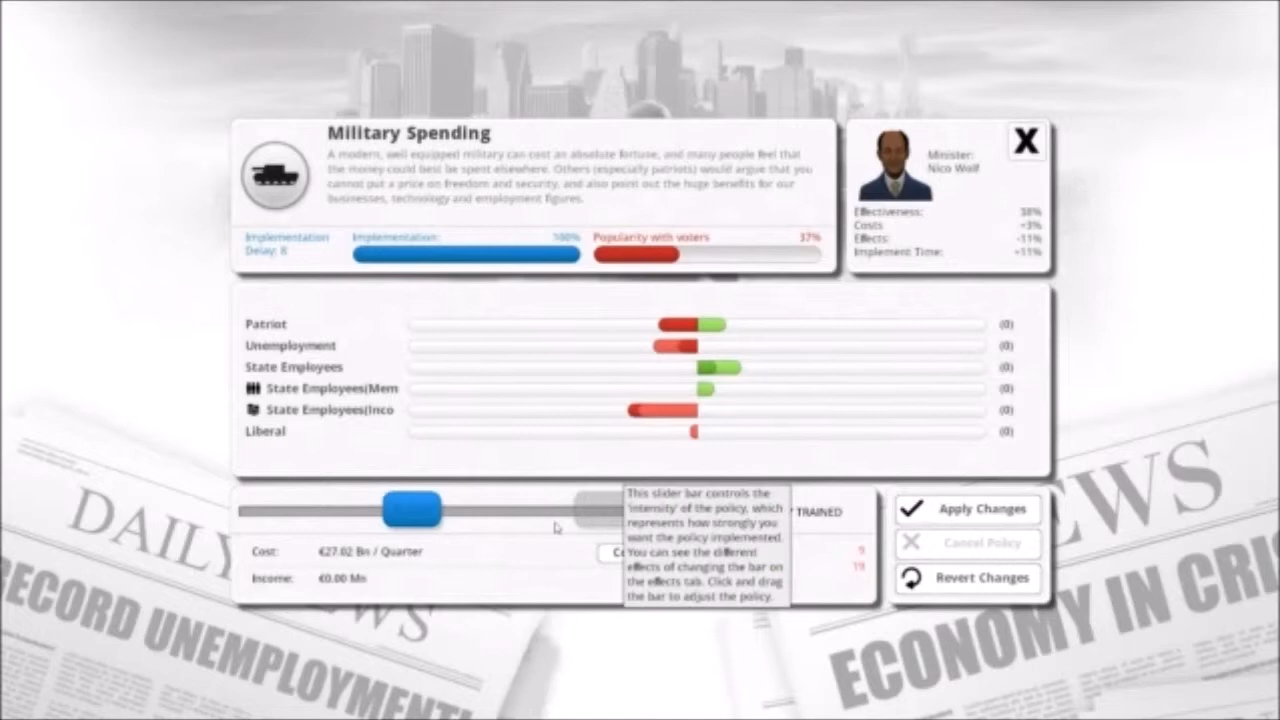 Military Spending
A modern, well equipped military can cost an absolute fortune, and many people feel that
the money could best be spent elsewhere. Others (especially patriots) would argue that you
cannot put a price on freedom and security, and also point out the huge benefits for our
businesses, technology and employment figures.
Implementation
Delay: 8
Implementation: 100%
Popularity with voters 37%
X
Minister:
Nico Wolf
Effectiveness: 38%
Costs +3%
Effects: -11%
Implement Time: +11%
Patriot (0)
Unemployment (0)
State Employees (0)
State Employees(Mem (0)
State Employees(Inco (0)
Liberal (0)
TRAINED
Cost: €27.02 Bn / Quarter
Income: €0.00 Mn
This slider bar controls the
'intensity' of the policy, which
represents how strongly you
want the policy implemented.
You can see the different
effects of changing the bar on
the effects tab. Click and drag
the bar to adjust the policy.
9
19
Apply Changes
Cancel Policy
Revert Changes
DAILY
NEWS
RECORD UNEMPLOYMENT
NEWS
ECONOMY IN CRI